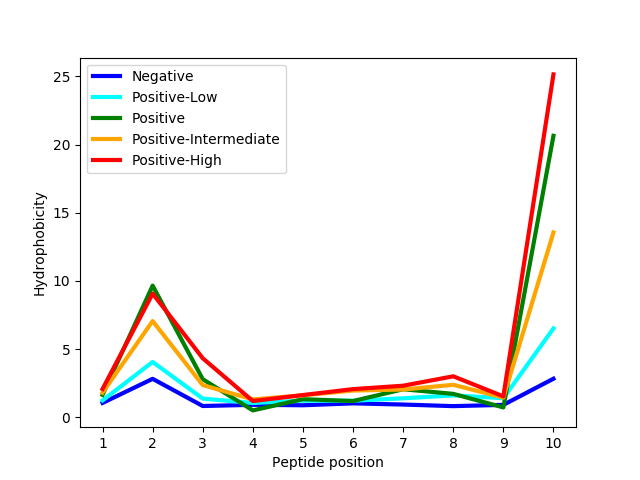 Negative
Positive-Low
Positive
Positive-Intermediate
Positive-High
25
20
15
10
5
0
Hydrophobicity
1 2 3 4 5 6 7 8 9 10
Peptide position